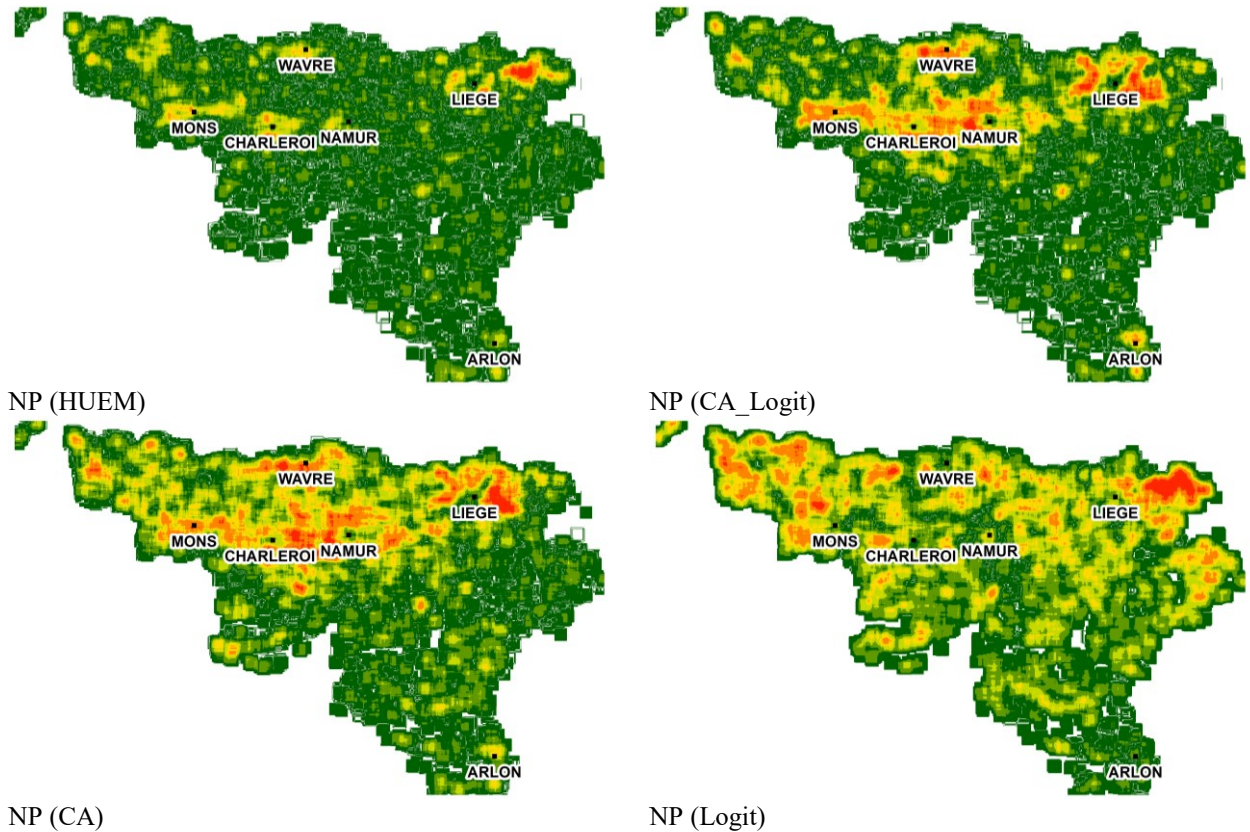 WAVRE
LIEGE
MONS
CHARLEROI
NAMUR
ARLON
NP (HUEM)
WAVRE
LIEGE
MONS
CHARLEROI
NAMUR
ARLON
NP (CA_Logit)
WAVRE
LIEGE
MONS
CHARLEROI
NAMUR
ARLON
NP (CA)
WAVRE
LIEGE
MONS
CHARLEROI
NAMUR
ARLON
NP (Logit)